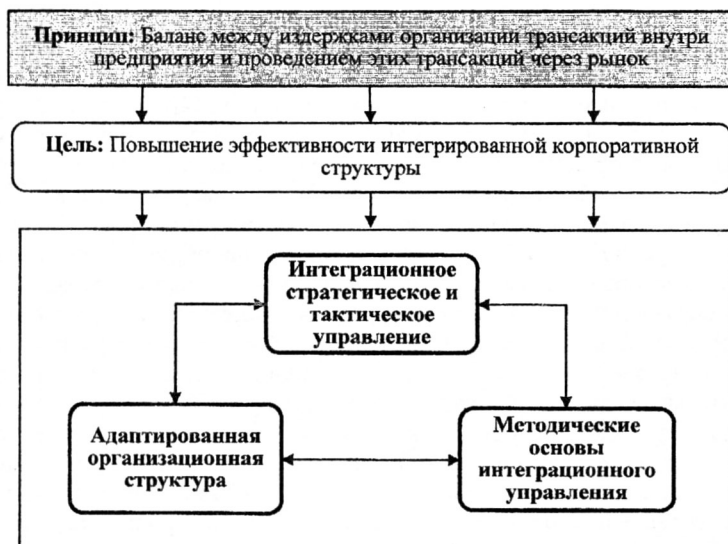 Принцип: Баланс между издержками организации трансакций внутри
предприятия и проведением этих трансакций через рынок
Цель: Повышение эффективности интегрированной корпоративной
структуры
Интеграционное
стратегическое и
тактическое
управление
Адаптированная
организационная
структура
Методические
основы
интеграционного
управления